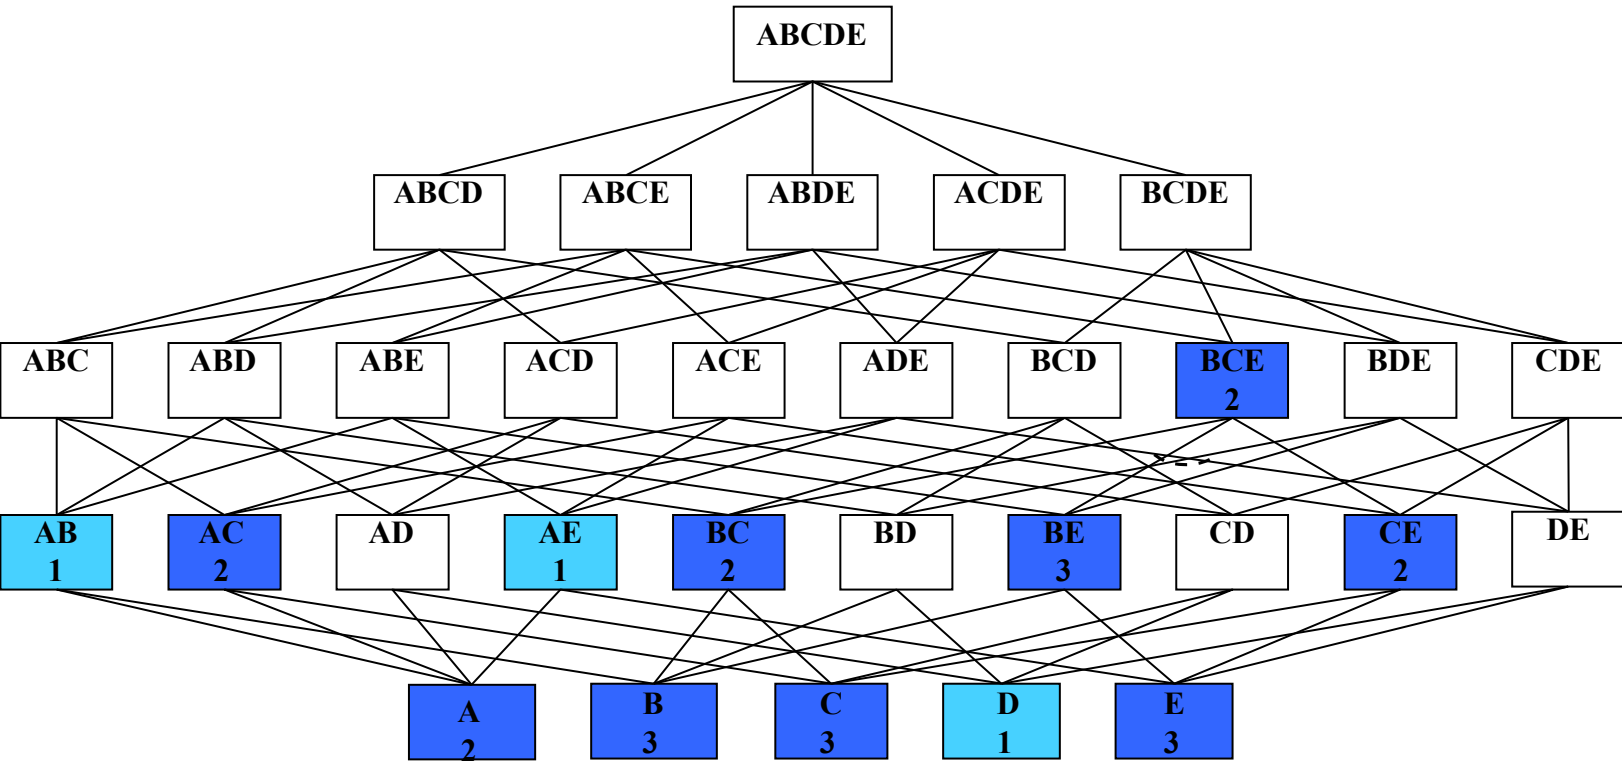 ABCDE
ABCD ABCE ABDE ACDE BCDE
ABC ABD ABE ACD ACE ADE BCD BCE BDE CDE
2
AB AC AD AE BC BD BE CD CE DE
1 2 1 2 3 2
A B C D E
2 3 3 1 3